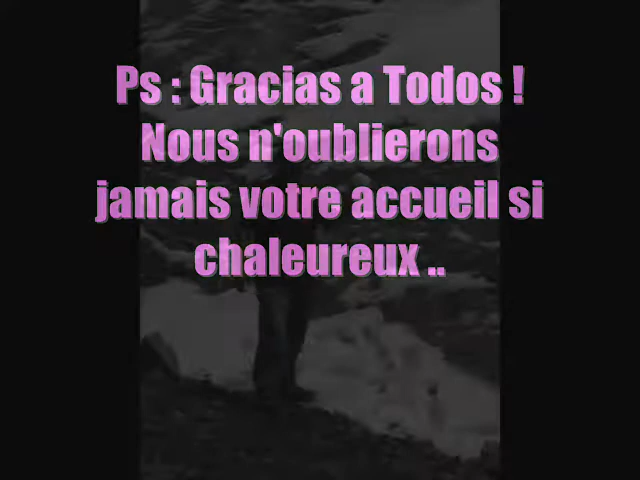 Ps : Gracias a Todos !
Nous n'oublierons
jamais votre accueil si
chaleureux ..